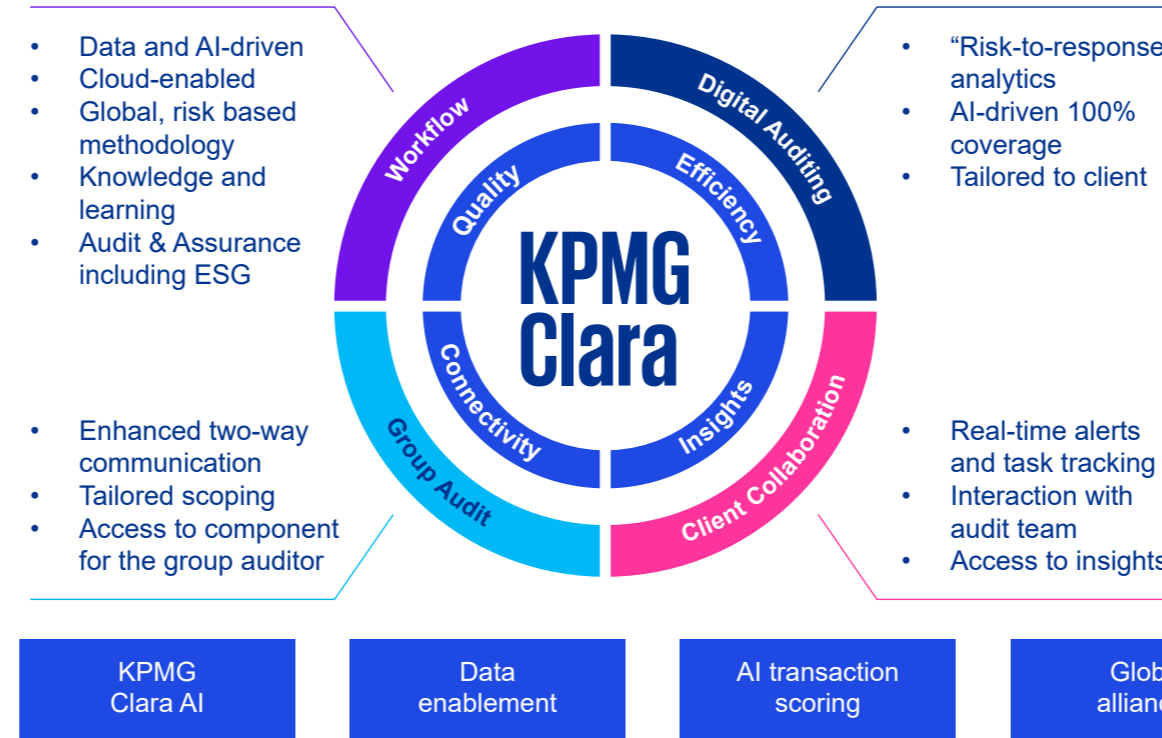 • Data and AI-driven
• Cloud-enabled
• Global, risk based
methodology
• Knowledge and
learning
• Audit & Assurance
including ESG
• “Risk-to-response
analytics
• AI-driven 100%
coverage
• Tailored to client
Workflow
Digital Auditing
Quality
Efficiency
KPMG
Clara
Connectivity
Insights
Group Audit
Client Collaboration
• Enhanced two-way
communication
• Tailored scoping
• Access to component
for the group auditor
• Real-time alerts
and task tracking
• Interaction with
audit team
• Access to insights
KPMG
Clara AI
Data
enablement
AI transaction
scoring